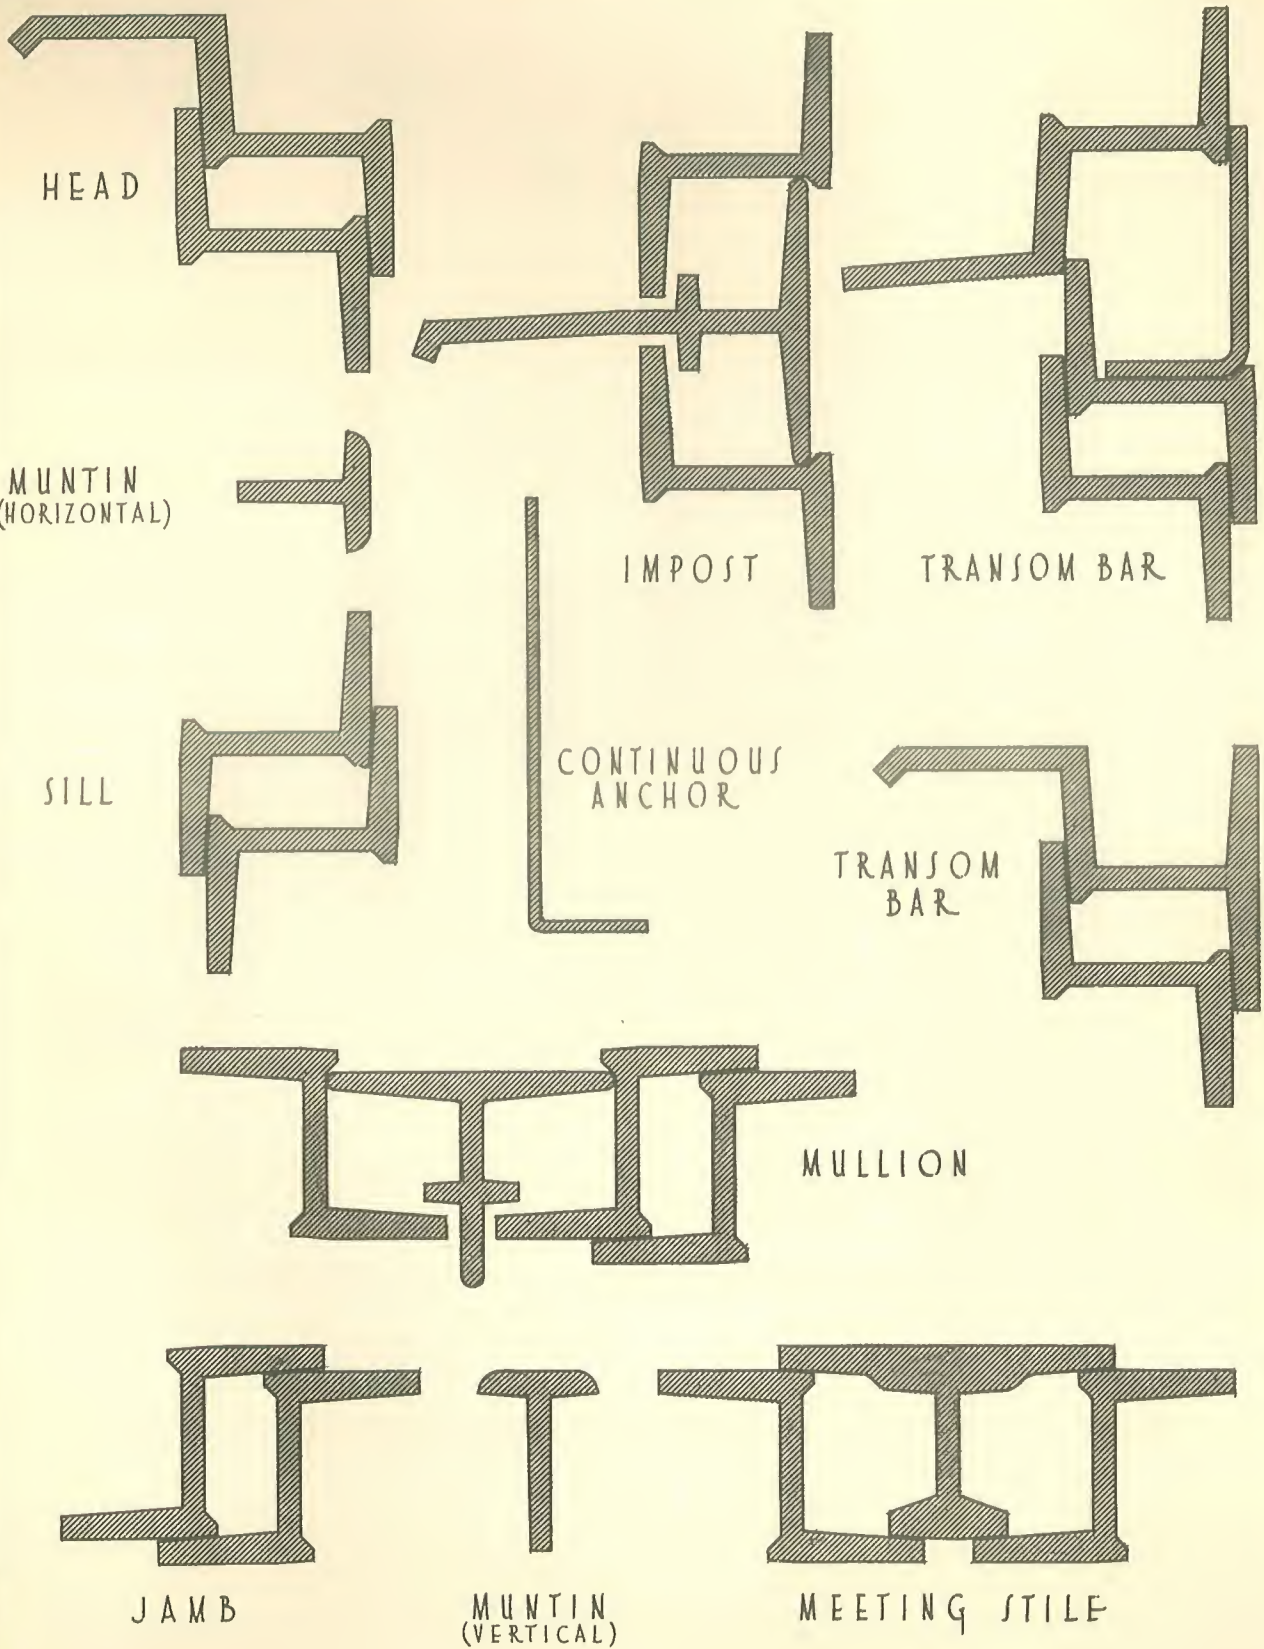 HEAD
MUNTIN
(HORIZONTAL)
IMPOST
TRANSOM BAR
SILL
CONTINUOUS
ANCHOR
TRANSOM
BAR
MULLION
JAMB
MUNTIN
(VERTICAL)
MEETING STILE